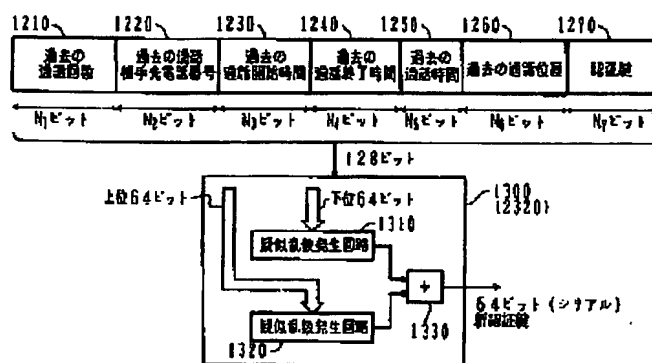 1210 1220 1230 1240 1250 1260 1290
過去の通話回数
過去の通話相手先電話番号
過去の通話開始時間
過去の通話終了時間
過去の通話時間
過去の通話位置
認証鍵
N₁ビット N₂ビット N₃ビット N₄ビット N₅ビット N₆ビット N₇ビット
128ビット
1300
(2320)
上位64ビット
下位64ビット
1310
疑似乱数発生回路
+
1330
64ビット(シリアル)
新認証鍵
疑似乱数発生回路
1320